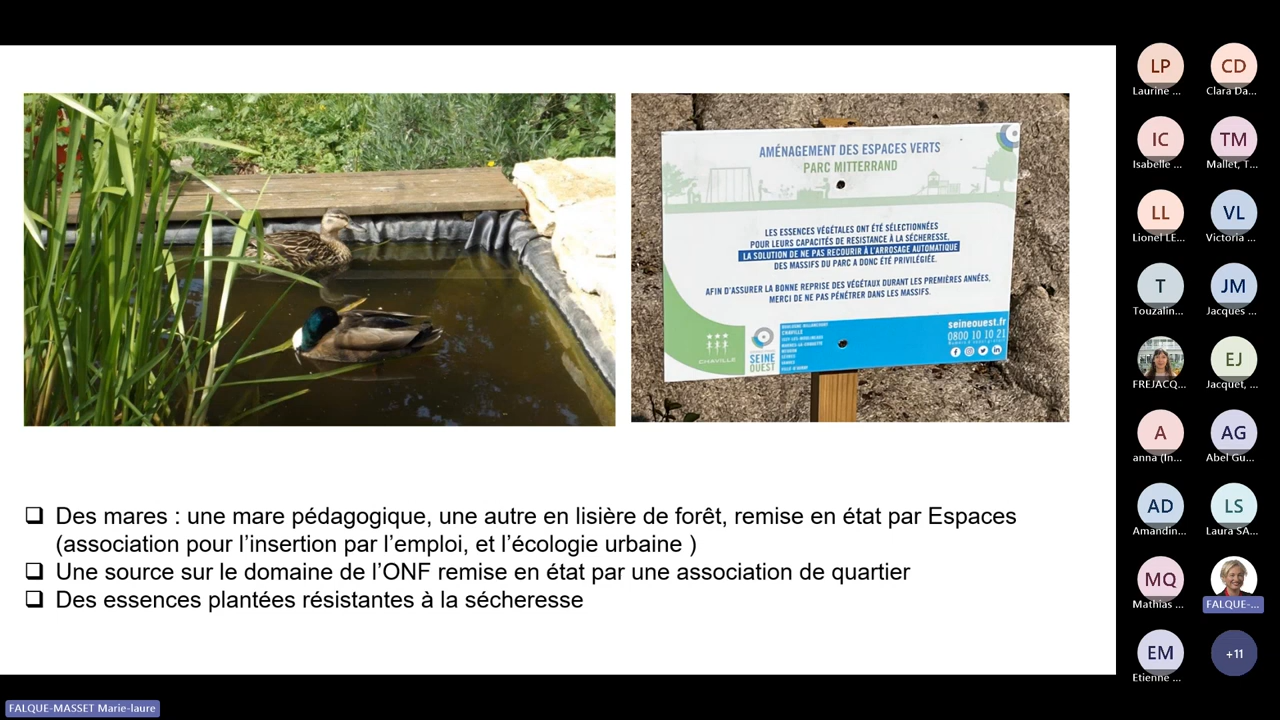 AMÉNAGEMENT DES ESPACES VERTS
PARC MITTERRAND
LES ESSENCES VÉGÉTALES ONT ÉTÉ SÉLECTIONNÉES
POUR LEURS CAPACITÉS DE RESISTANCE À LA SÉCHERESSE,
LA SOLUTION DE NE PAS RECOURIR À L'ARROSAGE AUTOMATIQUE
DES MASSIFS DU PARC A DONC ÉTÉ PRIVILÉGIÉE.
AFIN D'ASSURER LA BONNE REPRISE DES VÉGÉTAUX DURANT LES PREMIÈRES ANNÉES,
MERCI DE NE PAS PÉNÉTRER DANS LES MASSIFS.
CHAVILLE
SEINE
OUEST
seineouest.fr
0800 10 10 21
❑ Des mares : une mare pédagogique, une autre en lisière de forêt, remise en état par Espaces
(association pour l’insertion par l’emploi, et l’écologie urbaine )
❑ Une source sur le domaine de l’ONF remise en état par une association de quartier
❑ Des essences plantées résistantes à la sécheresse
LP CD
Laurine ... Clara Da...
IC TM
Isabelle ... Mallet, T...
LL VL
Lionel LE... Victoria ...
T JM
Touzalin... Jacques ...
EJ
FREJACQ... Jacquet, ...
A AG
anna (In... Abel Gu...
AD LS
Amandin... Laura SA...
MQ
Mathias ... FALQUE-...
EM +11
Etienne ...
FALQUE-MASSET Marie-laure